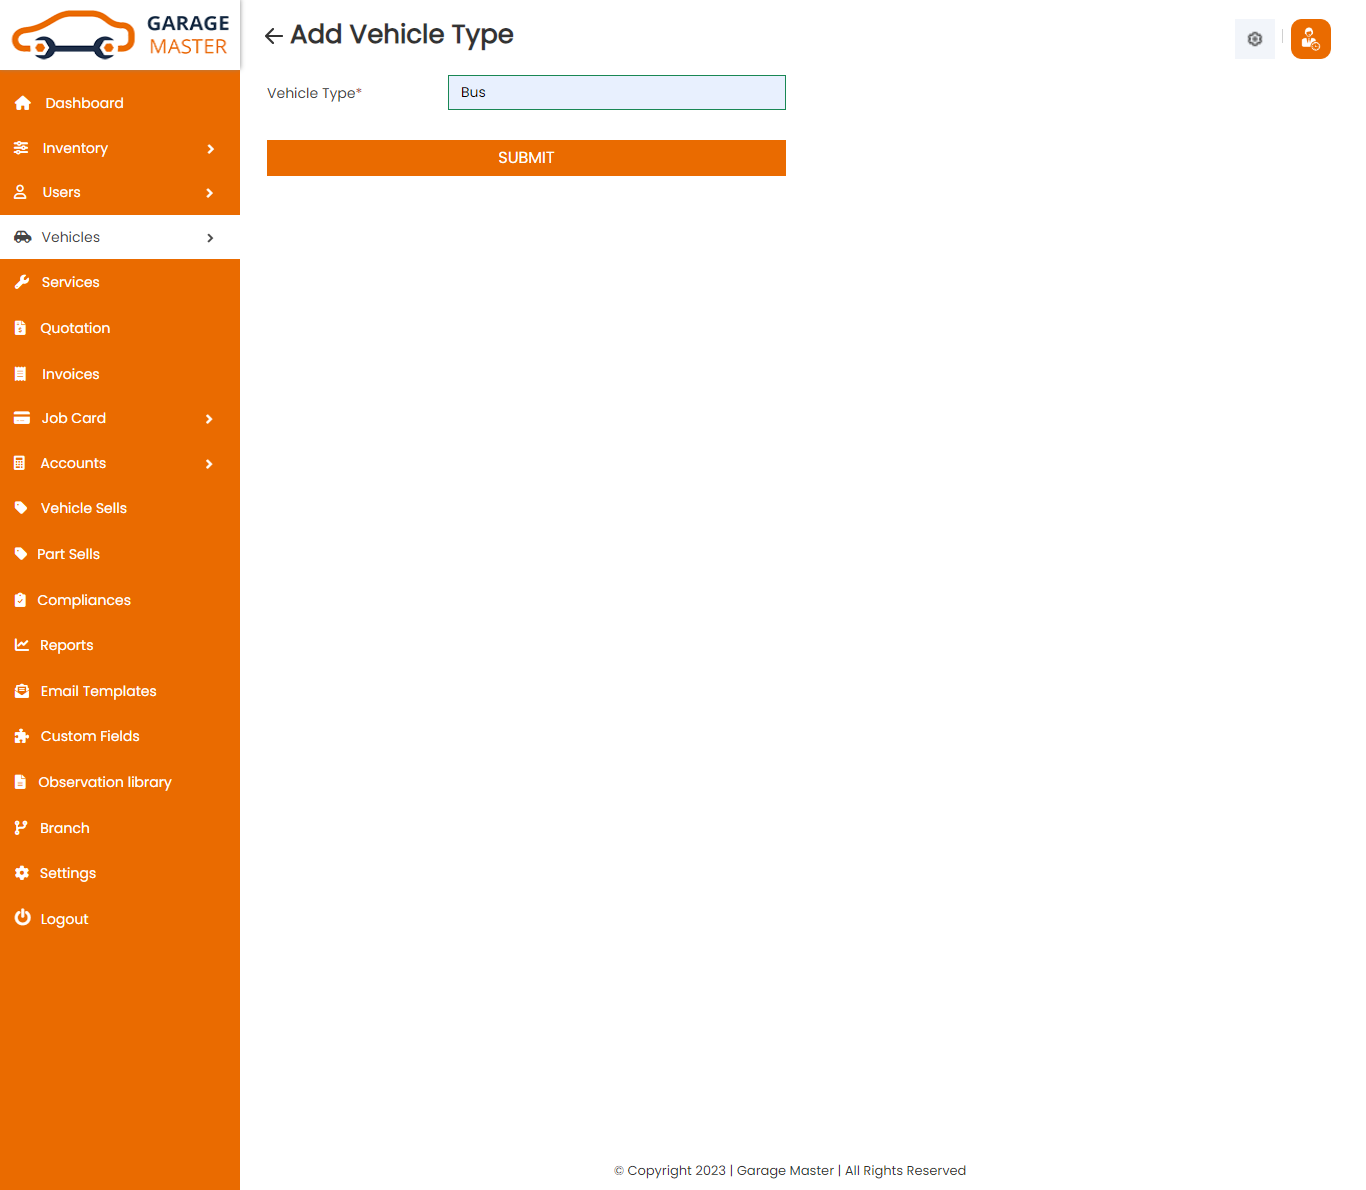 GARAGE
MASTER
Add Vehicle Type
Vehicle Type*
Bus
SUBMIT
Dashboard
Inventory
Users
Vehicles
Services
Quotation
Invoices
Job Card
Accounts
Vehicle Sells
Part Sells
Compliances
Reports
Email Templates
Custom Fields
Observation library
Branch
Settings
Logout
© Copyright 2023 | Garage Master | All Rights Reserved